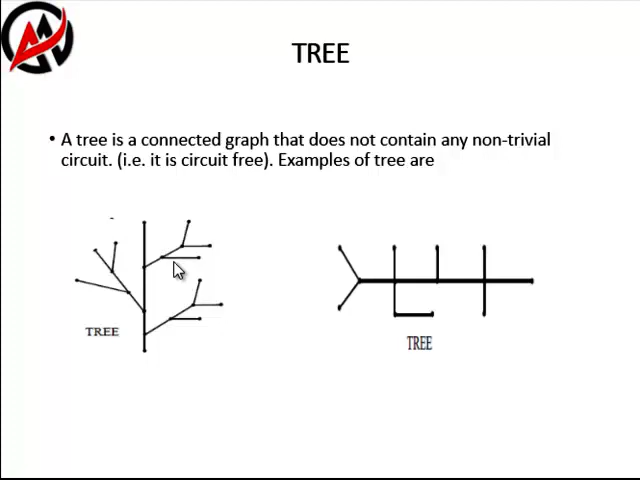 TREE
• A tree is a connected graph that does not contain any non-trivial
circuit. (i.e. it is circuit free). Examples of tree are
TREE
TREE